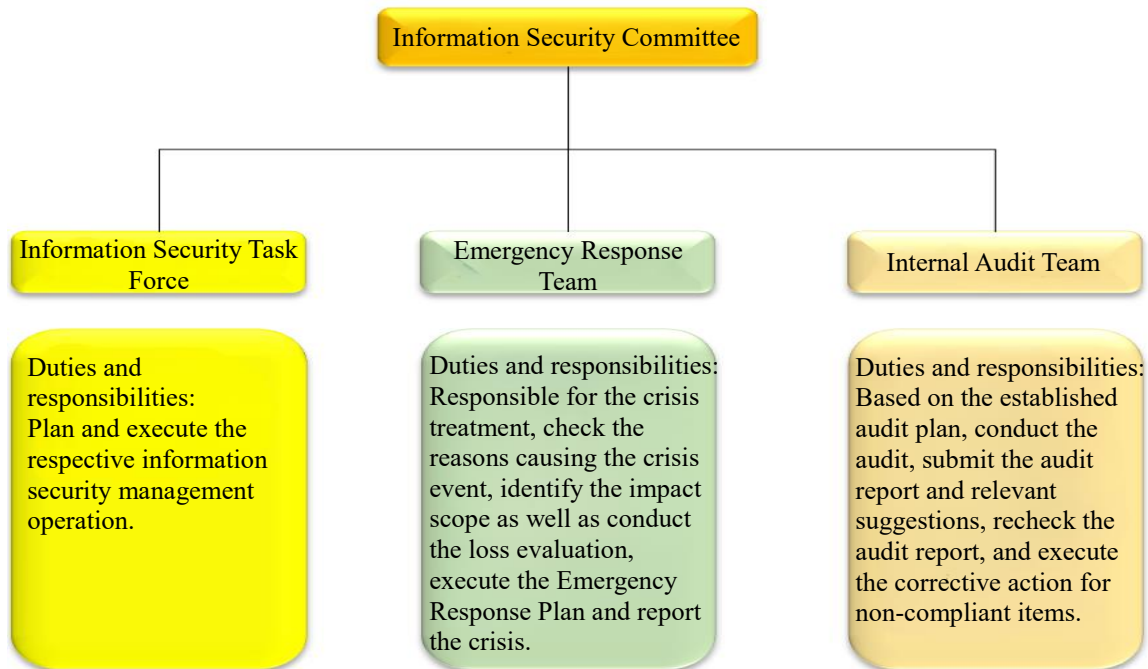 Information Security Committee
Information Security Task
Force
Emergency Response
Team
Internal Audit Team
Duties and
responsibilities:
Plan and execute the
respective information
security management
operation.
Duties and responsibilities:
Responsible for the crisis
treatment, check the
reasons causing the crisis
event, identify the impact
scope as well as conduct
the loss evaluation,
execute the Emergency
Response Plan and report
the crisis.
Duties and responsibilities:
Based on the established
audit plan, conduct the
audit, submit the audit
report and relevant
suggestions, recheck the
audit report, and execute
the corrective action for
non-compliant items.